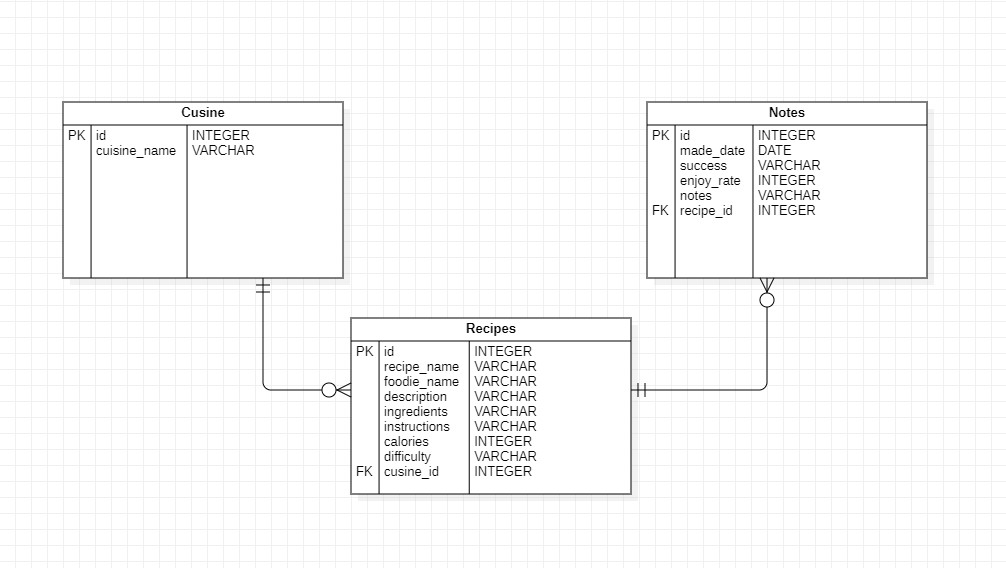 Cusine
PK id INTEGER
cuisine_name VARCHAR
Notes
PK id INTEGER
made_date DATE
success VARCHAR
enjoy_rate INTEGER
notes VARCHAR
FK recipe_id INTEGER
Recipes
PK id INTEGER
recipe_name VARCHAR
foodie_name VARCHAR
description VARCHAR
ingredients VARCHAR
instructions VARCHAR
calories INTEGER
difficulty VARCHAR
FK cusine_id INTEGER